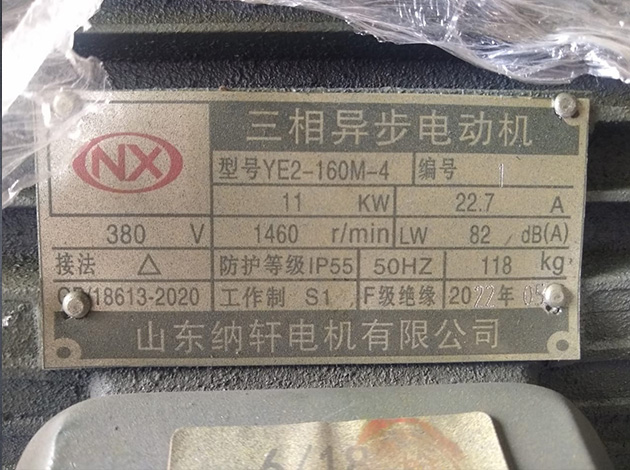 三相异步电动机
NX
型号YE2-160M-4 编号
11 KW 22.7 A
380 V 1460 r/min LW 82 dB(A)
接法 △ 防护等级IP55 50HZ 118 kg
GB/18613-2020 工作制 S1 F级绝缘 2022年05
山东纳轩电机有限公司